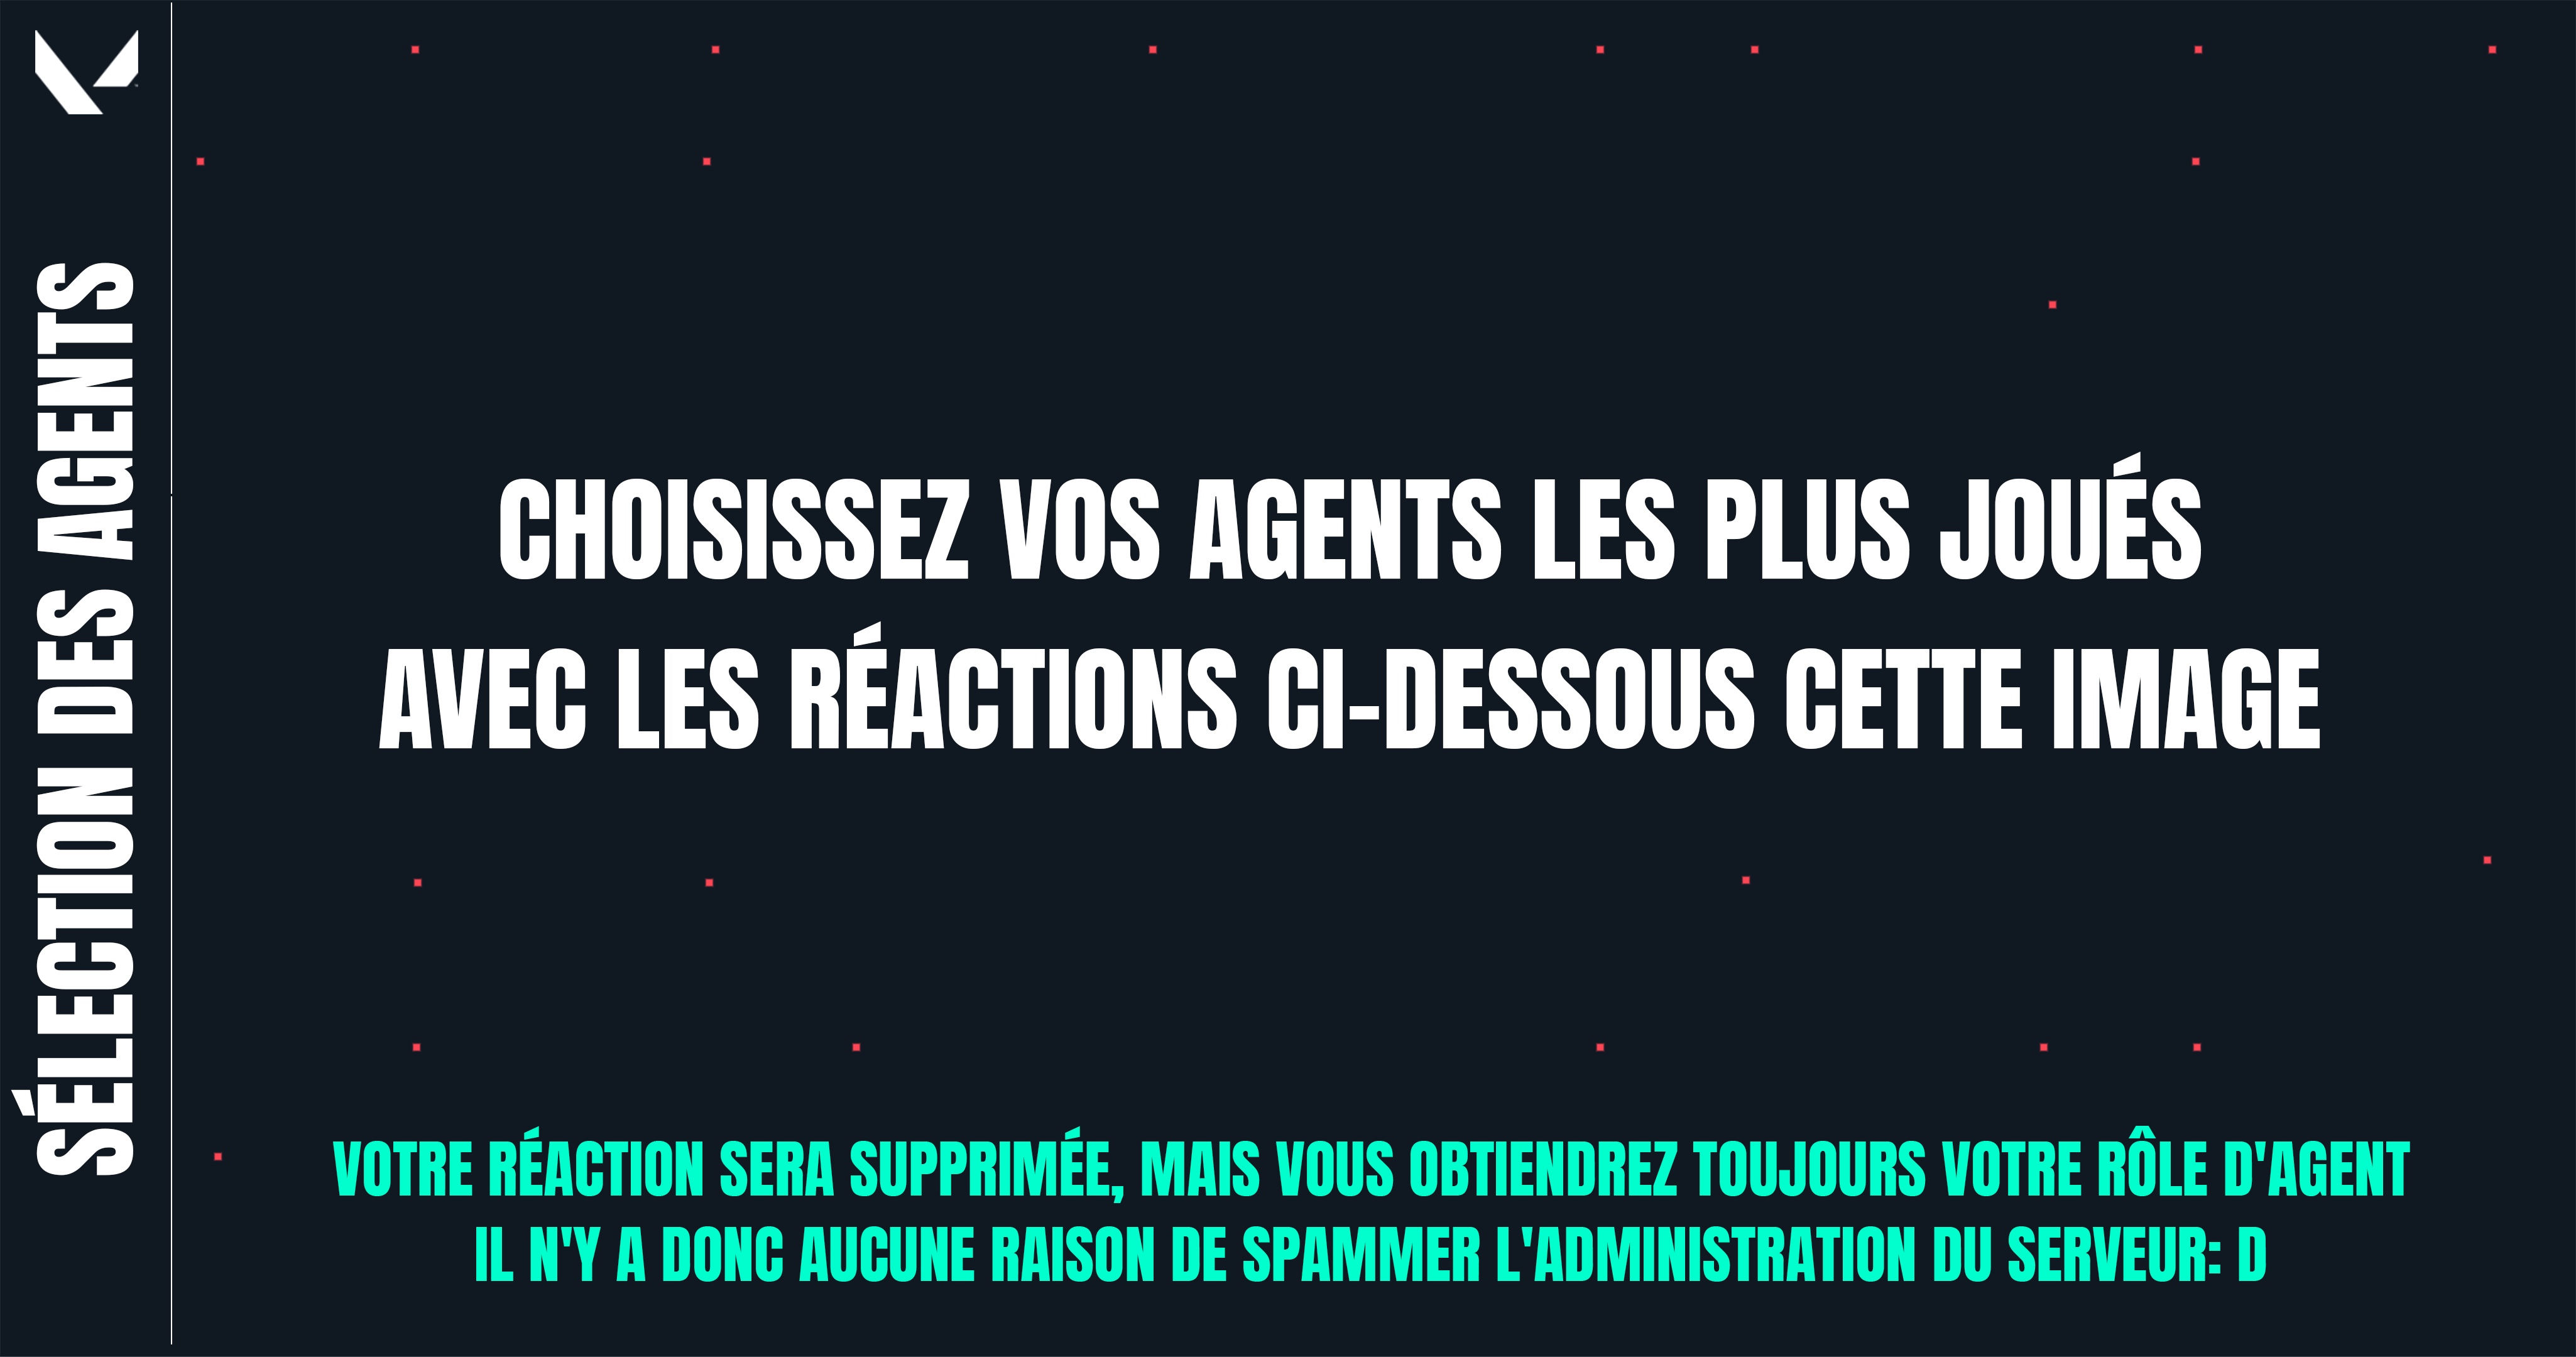 SÉLECTION DES AGENTS
CHOISISSEZ VOS AGENTS LES PLUS JOUÉS
AVEC LES RÉACTIONS CI-DESSOUS CETTE IMAGE
VOTRE RÉACTION SERA SUPPRIMÉE, MAIS VOUS OBTIENDREZ TOUJOURS VOTRE RÔLE D'AGENT
IL N'Y A DONC AUCUNE RAISON DE SPAMMER L'ADMINISTRATION DU SERVEUR: D